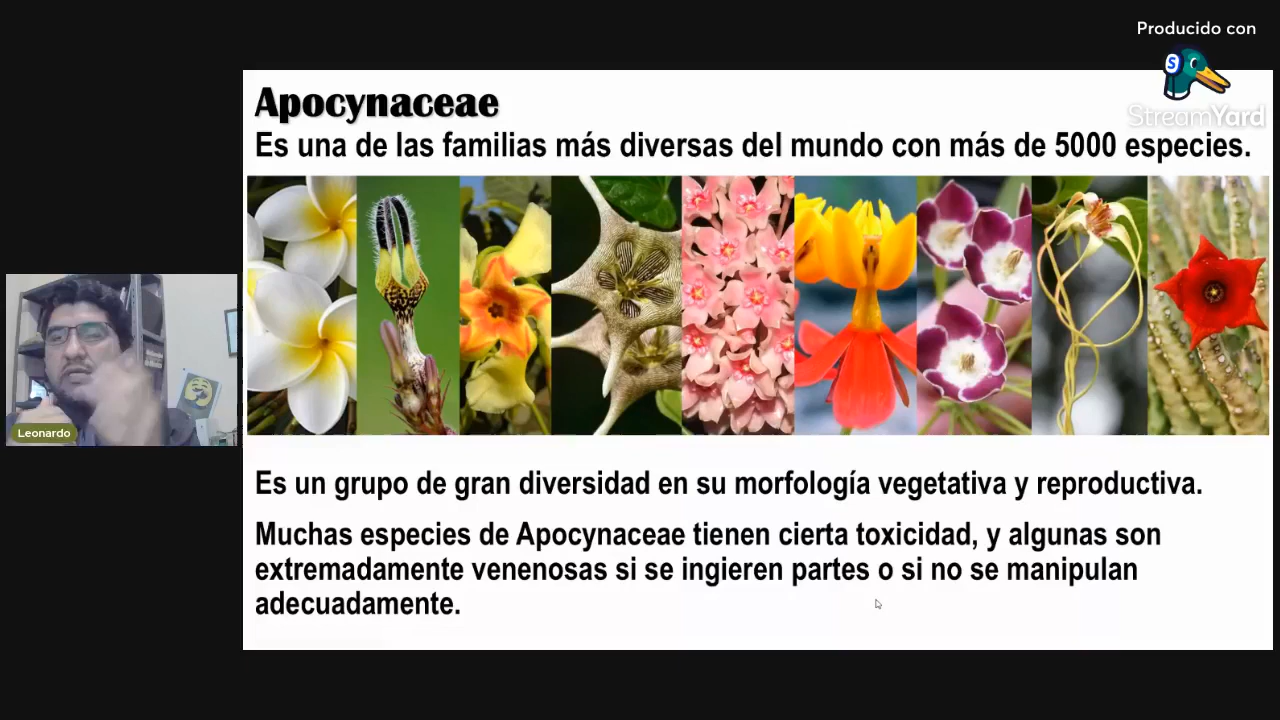 Producido con
StreamYard
Apocynaceae
Es una de las familias más diversas del mundo con más de 5000 especies.
Leonardo
Es un grupo de gran diversidad en su morfología vegetativa y reproductiva.
Muchas especies de Apocynaceae tienen cierta toxicidad, y algunas son
extremadamente venenosas si se ingieren partes o si no se manipulan
adecuadamente.